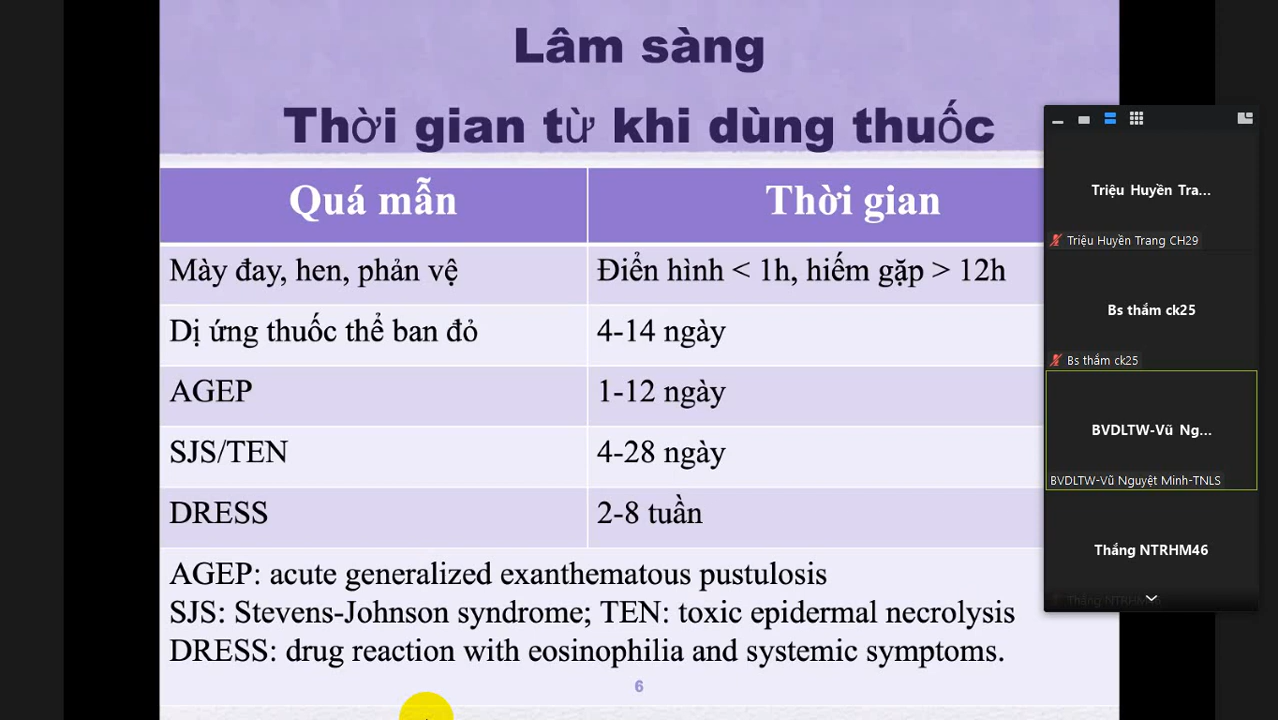 Lâm sàng
Thời gian từ khi dùng thuốc
Quá mẫn
Thời gian
Mày đay, hen, phản vệ
Điển hình < 1h, hiếm gặp > 12h
Dị ứng thuốc thể ban đỏ
4-14 ngày
AGEP
1-12 ngày
SJS/TEN
4-28 ngày
DRESS
2-8 tuần
AGEP: acute generalized exanthematous pustulosis
SJS: Stevens-Johnson syndrome; TEN: toxic epidermal necrolysis
DRESS: drug reaction with eosinophilia and systemic symptoms.
6
Triệu Huyền Tra...
Triệu Huyền Trang CH29
Bs thắm ck25
Bs thắm ck25
BVDLTW-Vũ Ng...
BVDLTW-Vũ Nguyệt Minh-TNLS
Thắng NTRHM46
Thắng NTRHM46